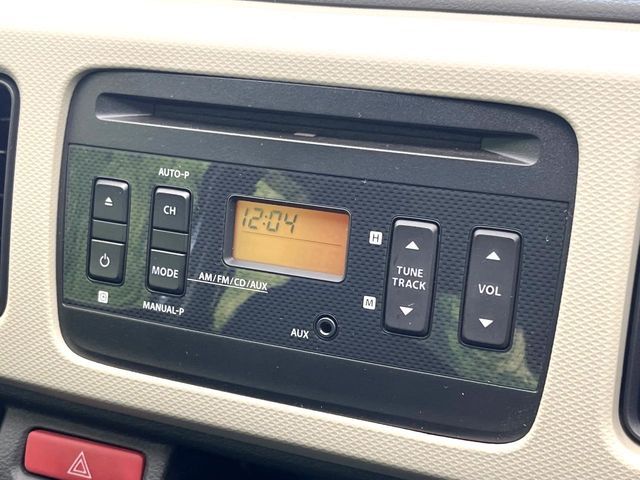 AUTO-P
CH
12:04
H
TUNE
TRACK
VOL
MODE
AM/FM/CD/AUX
M
MANUAL-P
AUX